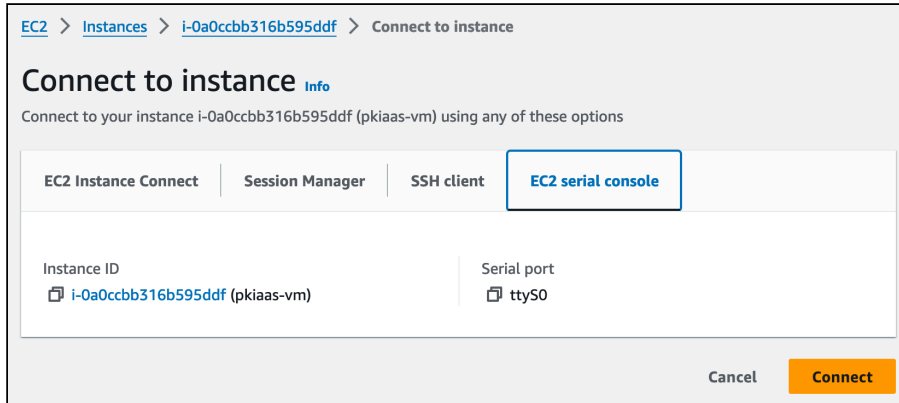 EC2 > Instances > i-0a0ccbb316b595ddf > Connect to instance
Connect to instance Info
Connect to your instance i-0a0ccbb316b595ddf (pkiaas-vm) using any of these options
EC2 Instance Connect Session Manager SSH client EC2 serial console
Instance ID Serial port
i-0a0ccbb316b595ddf (pkiaas-vm) ttyS0
Cancel Connect